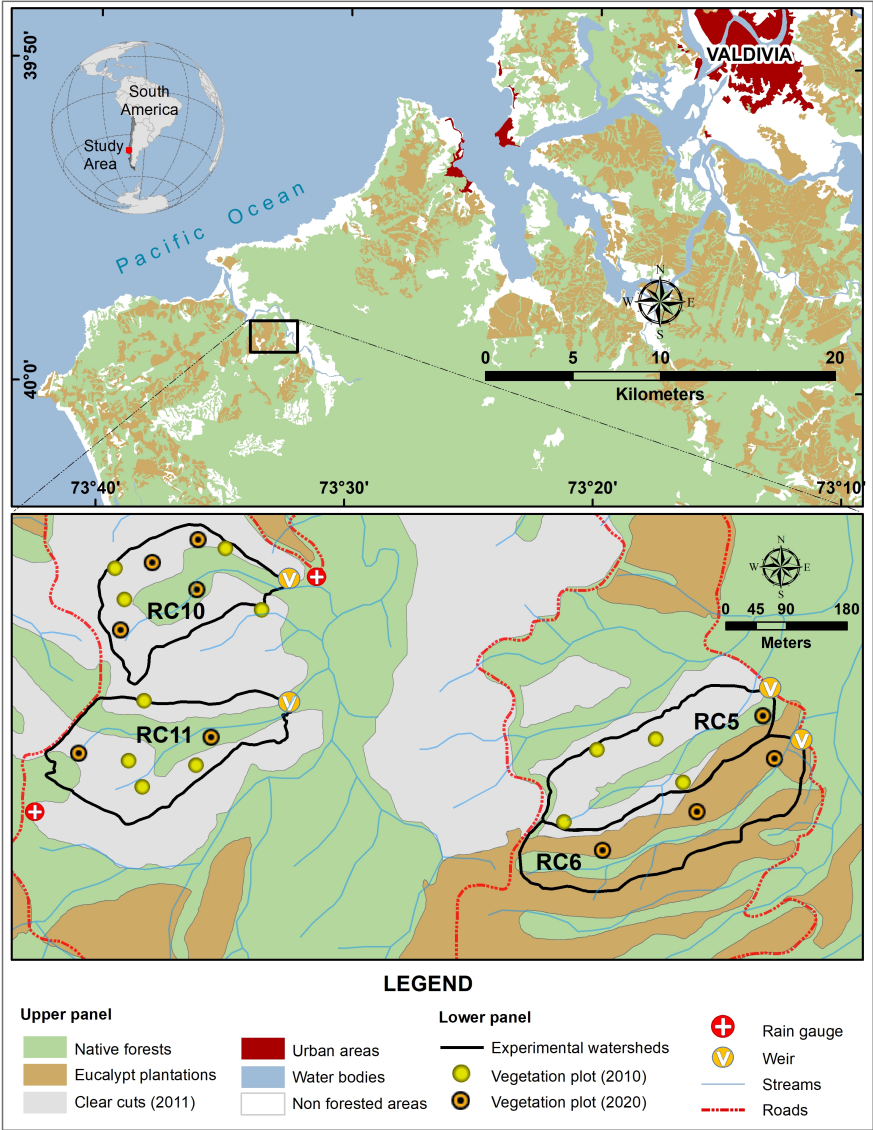 39°50'
VALDIVIA
South
America
Study
Area
Pacific Ocean
N
W E
S
0 5 10 20
Kilometers
40°0'
73°40' 73°30' 73°20' 73°10'
N
W E
S
0 45 90 180
Meters
V
RC10
V
RC11
V
RC5
V
RC6
LEGEND
Upper panel
Native forests
Eucalypt plantations
Clear cuts (2011)
Urban areas
Water bodies
Non forested areas
Lower panel
Experimental watersheds
Vegetation plot (2010)
Vegetation plot (2020)
Rain gauge
V Weir
Streams
Roads